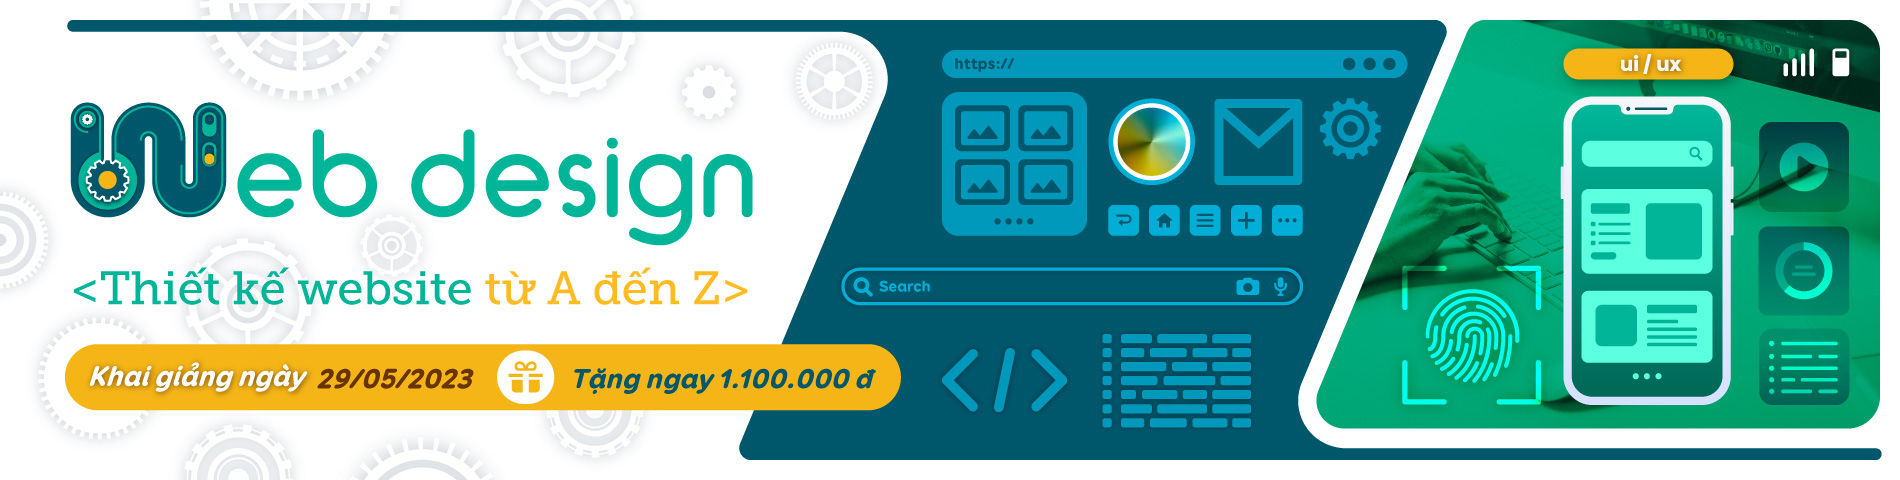 Web design
<Thiết kế website từ A đến Z>
Khai giảng ngày 29/05/2023
Tặng ngay 1.100.000 đ
https://
Search
ui / ux